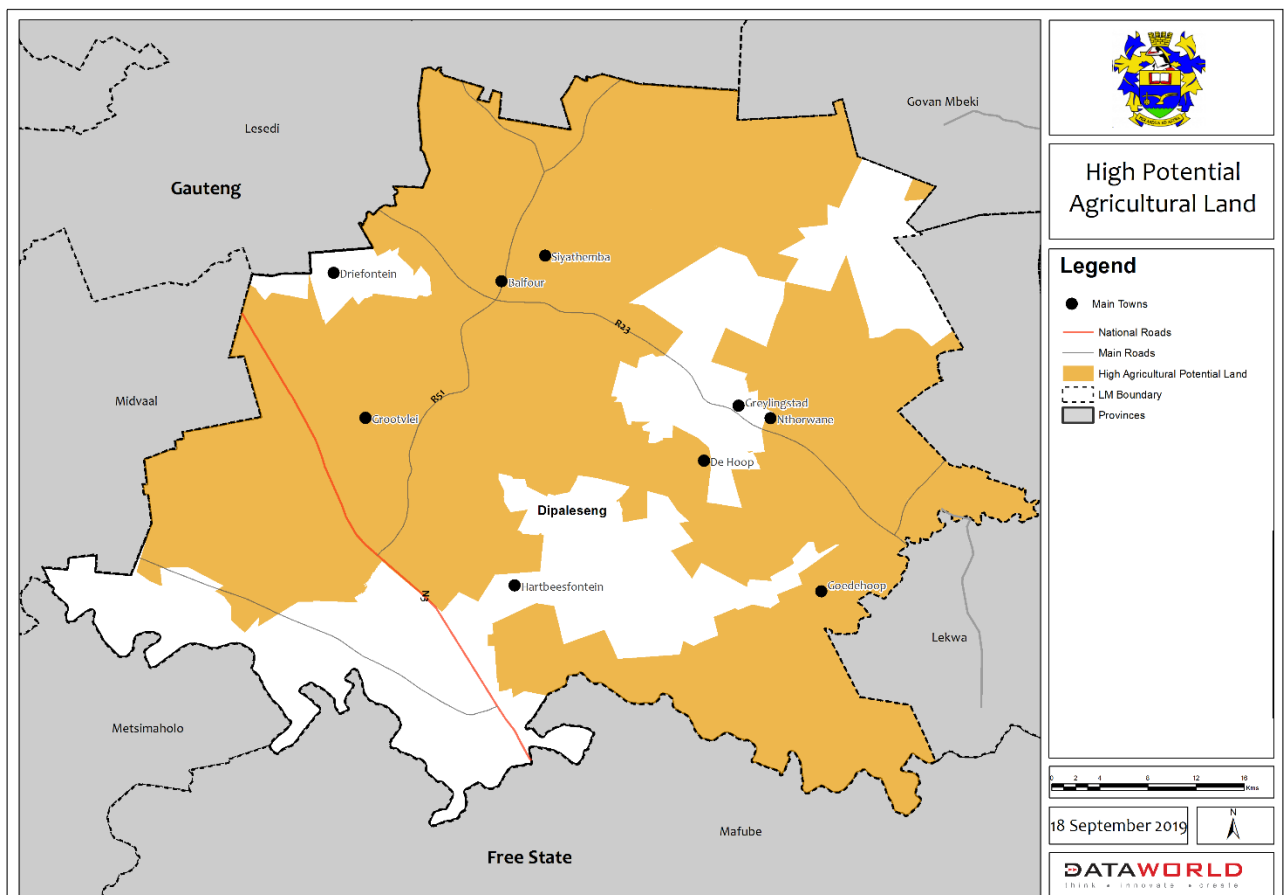 Govan Mbeki
Lesedi
Gauteng
Siyathemba
Driefontein
Balfour
R23
Midvaal
R51
Greylingstad
Grootvlei
Nthorwane
De Hoop
Dipaleseng
Hartbeesfontein
Goedehoop
N3
Lekwa
Metsimaholo
Mafube
Free State
High Potential
Agricultural Land
Legend
Main Towns
National Roads
Main Roads
High Agricultural Potential Land
LM Boundary
Provinces
0 2 4 8 12 16
Kms
18 September 2019
N
DATAWORLD
think • innovate • create